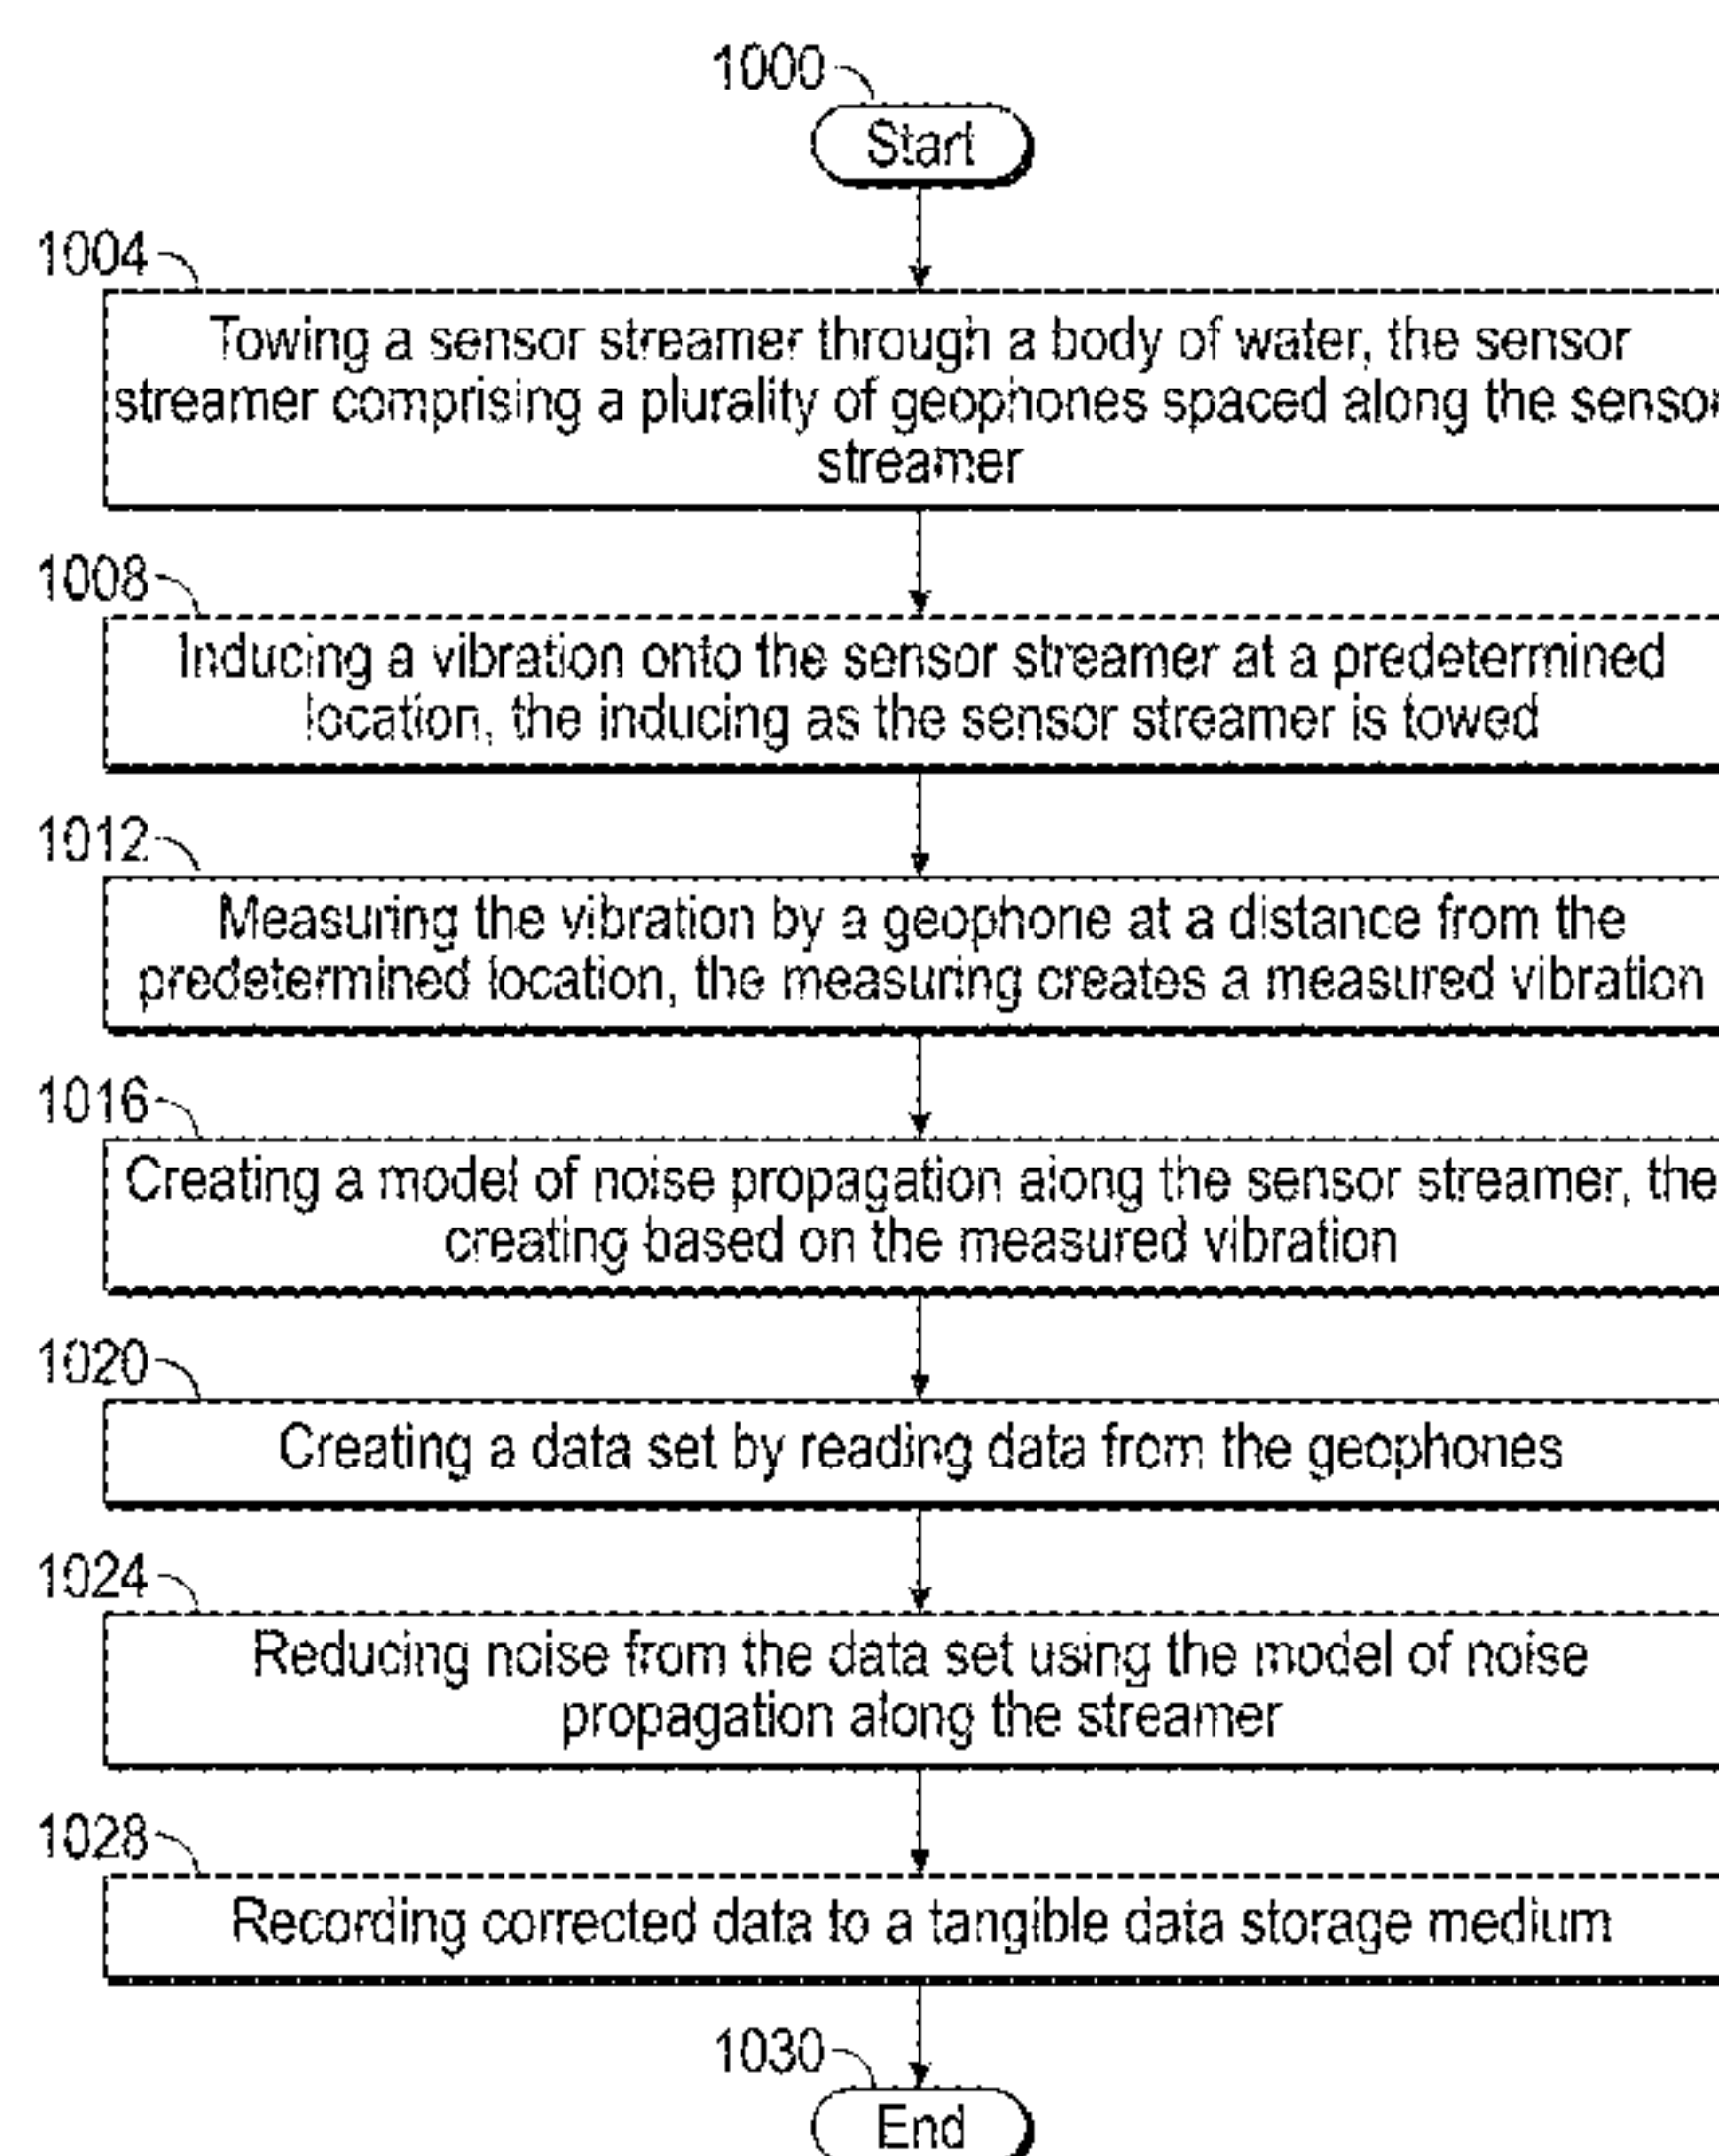 1000
Start
1004
Towing a sensor streamer through a body of water, the sensor
streamer comprising a plurality of geophones spaced along the sensor
streamer
1008
Inducing a vibration onto the sensor streamer at a predetermined
location, the inducing as the sensor streamer is towed
1012
Measuring the vibration by a geophone at a distance from the
predetermined location, the measuring creates a measured vibration
1016
Creating a model of noise propagation along the sensor streamer, the
creating based on the measured vibration
1020
Creating a data set by reading data from the geophones
1024
Reducing noise from the data set using the model of noise
propagation along the streamer
1028
Recording corrected data to a tangible data storage medium
1030
End